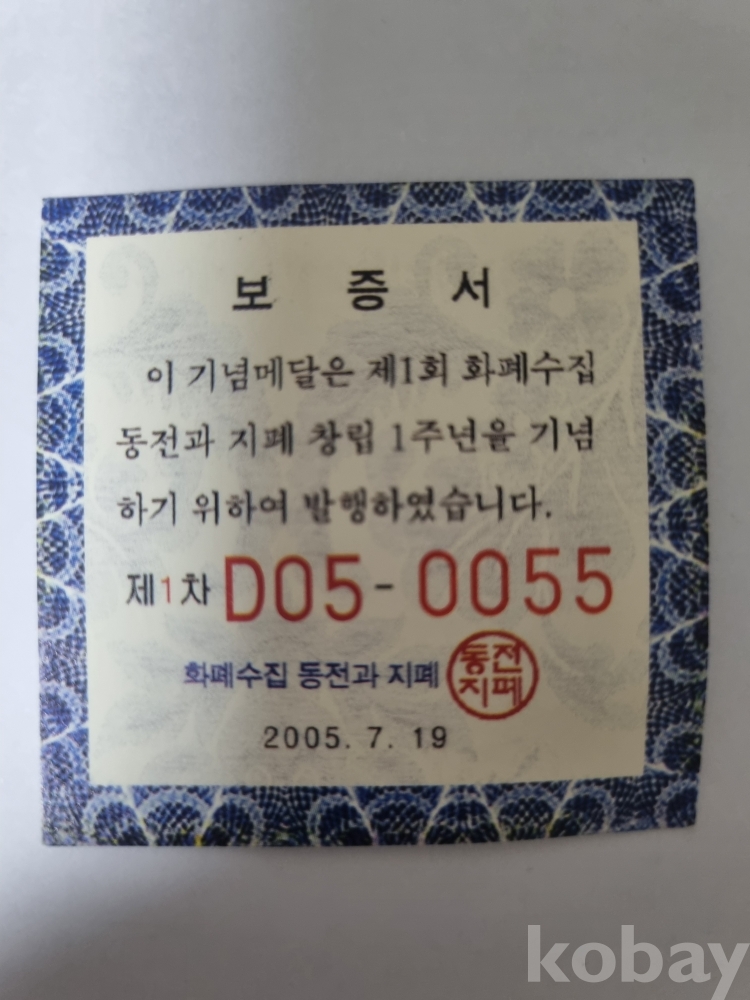 보 증 서
이 기념메달은 제1회 화폐수집
동전과 지폐 창립 1주년을 기념
하기 위하여 발행하였습니다.
제1차 D05-0055
화폐수집 동전과 지폐
동전
지폐
2005. 7. 19
kobay